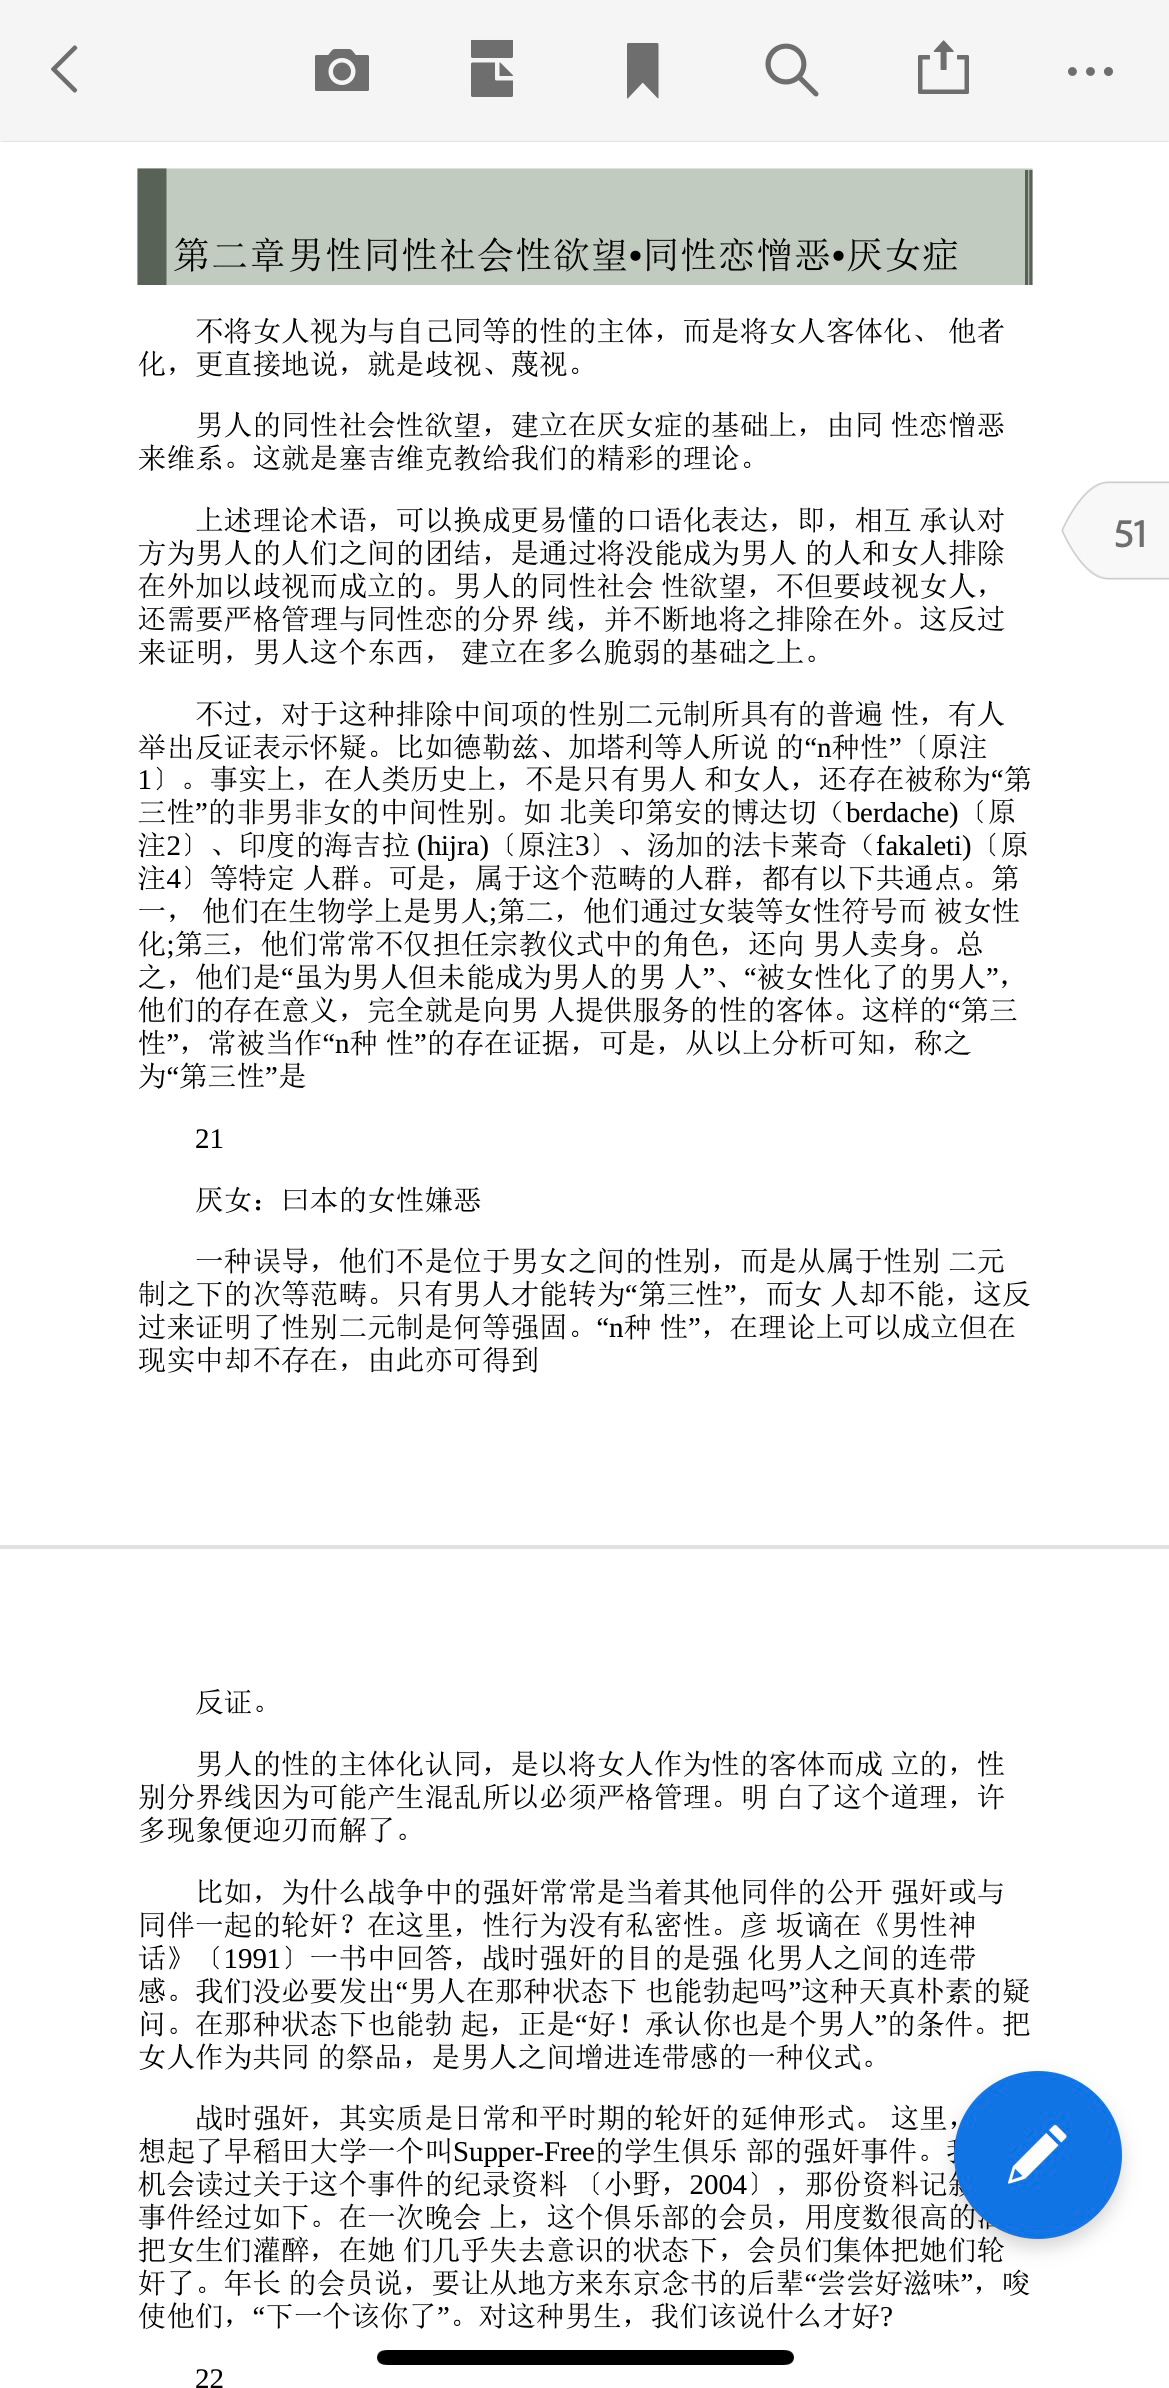 第二章男性同性社会性欲望•同性恋憎恶•厌女症
不将女人视为与自己同等的性的主体，而是将女人客体化、 他者
化，更直接地说，就是歧视、蔑视。
男人的同性社会性欲望，建立在厌女症的基础上，由同 性恋憎恶
来维系。这就是塞吉维克教给我们的精彩的理论。
上述理论术语，可以换成更易懂的口语化表达，即，相互 承认对
方为男人的人们之间的团结，是通过将没能成为男人 的人和女人排除
在外加以歧视而成立的。男人的同性社会 性欲望，不但要歧视女人，
还需要严格管理与同性恋的分界 线，并不断地将之排除在外。这反过
来证明，男人这个东西， 建立在多么脆弱的基础之上。
51
不过，对于这种排除中间项的性别二元制所具有的普遍 性，有人
举出反证表示怀疑。比如德勒兹、加塔利等人所说 的“n种性”〔原注
1〕。事实上，在人类历史上，不是只有男人 和女人，还存在被称为“第
三性”的非男非女的中间性别。如 北美印第安的博达切（berdache)〔原
注2〕、印度的海吉拉 (hijra)〔原注3〕、汤加的法卡莱奇（fakaleti)〔原
注4〕等特定 人群。可是，属于这个范畴的人群，都有以下共通点。第
一， 他们在生物学上是男人;第二，他们通过女装等女性符号而 被女性
化;第三，他们常常不仅担任宗教仪式中的角色，还向 男人卖身。总
之，他们是“虽为男人但未能成为男人的男 人”、“被女性化了的男人”，
他们的存在意义，完全就是向男 人提供服务的性的客体。这样的“第三
性”，常被当作“n种 性”的存在证据，可是，从以上分析可知，称之
为“第三性”是
21
厌女：曰本的女性嫌恶
一种误导，他们不是位于男女之间的性别，而是从属于性别 二元
制之下的次等范畴。只有男人才能转为“第三性”，而女 人却不能，这反
过来证明了性别二元制是何等强固。“n种 性”，在理论上可以成立但在
现实中却不存在，由此亦可得到
反证。
男人的性的主体化认同，是以将女人作为性的客体而成 立的，性
别分界线因为可能产生混乱所以必须严格管理。明 白了这个道理，许
多现象便迎刃而解了。
比如，为什么战争中的强奸常常是当着其他同伴的公开 强奸或与
同伴一起的轮奸？在这里，性行为没有私密性。彦 坂谪在《男性神
话》〔1991〕一书中回答，战时强奸的目的是强 化男人之间的连带
感。我们没必要发出“男人在那种状态下 也能勃起吗”这种天真朴素的疑
问。在那种状态下也能勃 起，正是“好！承认你也是个男人”的条件。把
女人作为共同 的祭品，是男人之间增进连带感的一种仪式。
战时强奸，其实质是日常和平时期的轮奸的延伸形式。 这里，
想起了早稻田大学一个叫Supper-Free的学生俱乐 部的强奸事件。
机会读过关于这个事件的纪录资料 〔小野，2004〕，那份资料记
事件经过如下。在一次晚会 上，这个俱乐部的会员，用度数很高的
把女生们灌醉，在她 们几乎失去意识的状态下，会员们集体把她们轮
奸了。年长 的会员说，要让从地方来东京念书的后辈“尝尝好滋味”，唆
使他们，“下一个该你了”。对这种男生，我们该说什么才好?
22